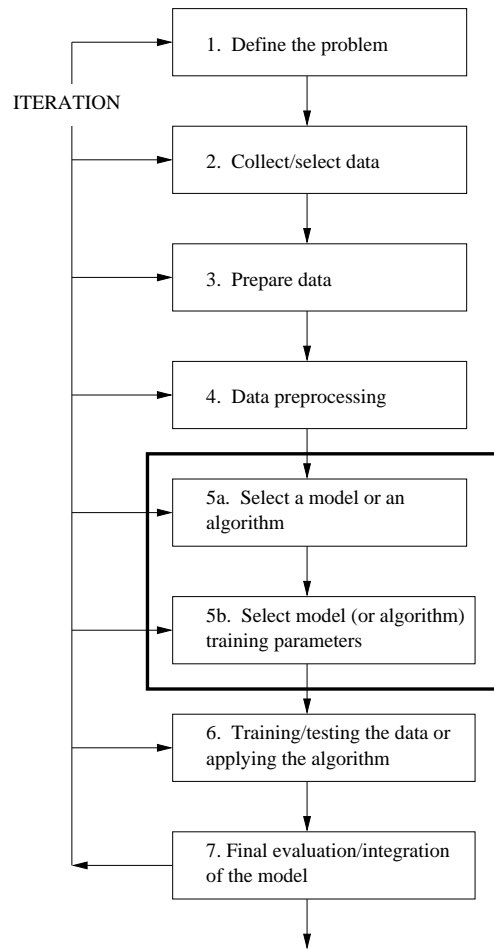 1. Define the problem
ITERATION
2. Collect/select data
3. Prepare data
4. Data preprocessing
5a. Select a model or an
algorithm
5b. Select model (or algorithm)
training parameters
6. Training/testing the data or
applying the algorithm
7. Final evaluation/integration
of the model